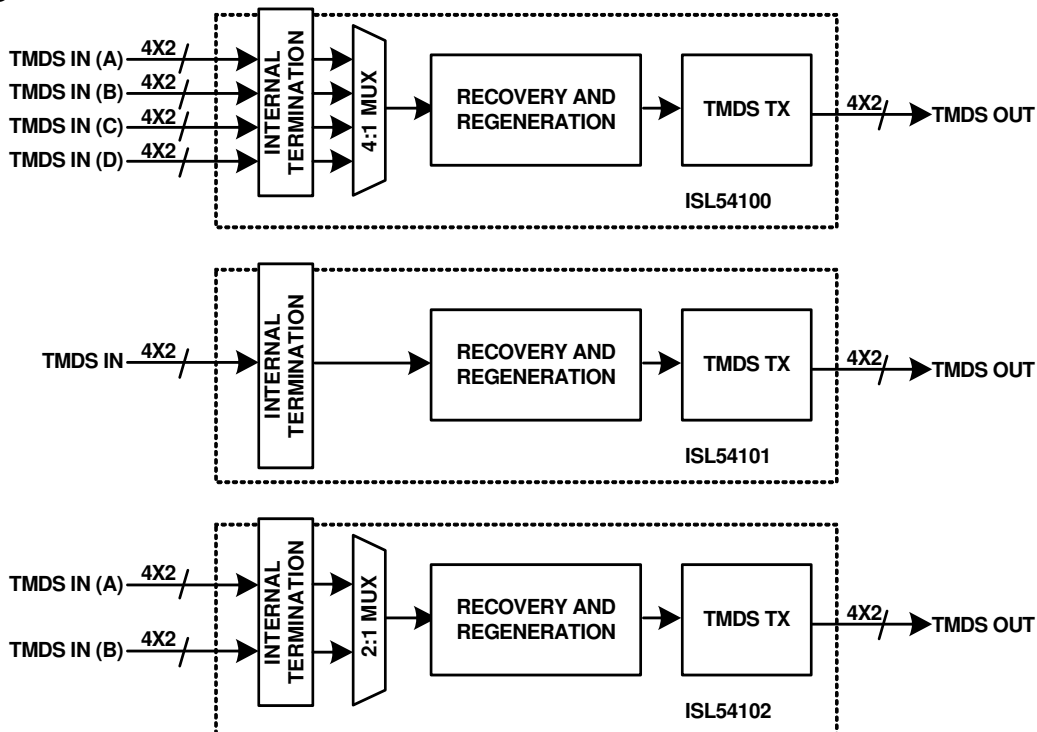 TMDS IN (A)
4X2
TMDS IN (B)
4X2
TMDS IN (C)
4X2
TMDS IN (D)
4X2
INTERNAL
TERMINATION
4:1 MUX
RECOVERY AND
REGENERATION
TMDS TX
4X2
TMDS OUT
ISL54100
TMDS IN
4X2
INTERNAL
TERMINATION
RECOVERY AND
REGENERATION
TMDS TX
4X2
TMDS OUT
ISL54101
TMDS IN (A)
4X2
TMDS IN (B)
4X2
INTERNAL
TERMINATION
2:1 MUX
RECOVERY AND
REGENERATION
TMDS TX
4X2
TMDS OUT
ISL54102